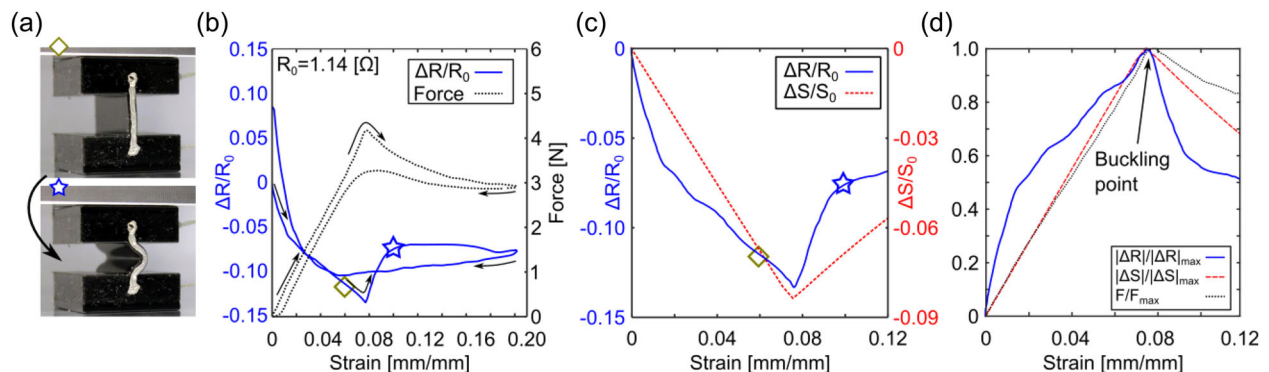 (a)
(b)
0.15
0.10
0.05
0
-0.05
-0.10
-0.15
ΔR/R0
R0=1.14 [Ω]
ΔR/R0
Force
6
5
4
3
2
1
0
Force [N]
0 0.04 0.08 0.12 0.16 0.20
Strain [mm/mm]
(c)
0
-0.05
-0.10
-0.15
ΔR/R0
ΔR/R0
ΔS/S0
0
-0.03
-0.06
-0.09
ΔS/S0
0 0.04 0.08 0.12
Strain [mm/mm]
(d)
1.0
0.8
0.6
0.4
0.2
0
Buckling
point
|ΔR|/|ΔR|max
|ΔS|/|ΔS|max
F/Fmax
0 0.04 0.08 0.12
Strain [mm/mm]